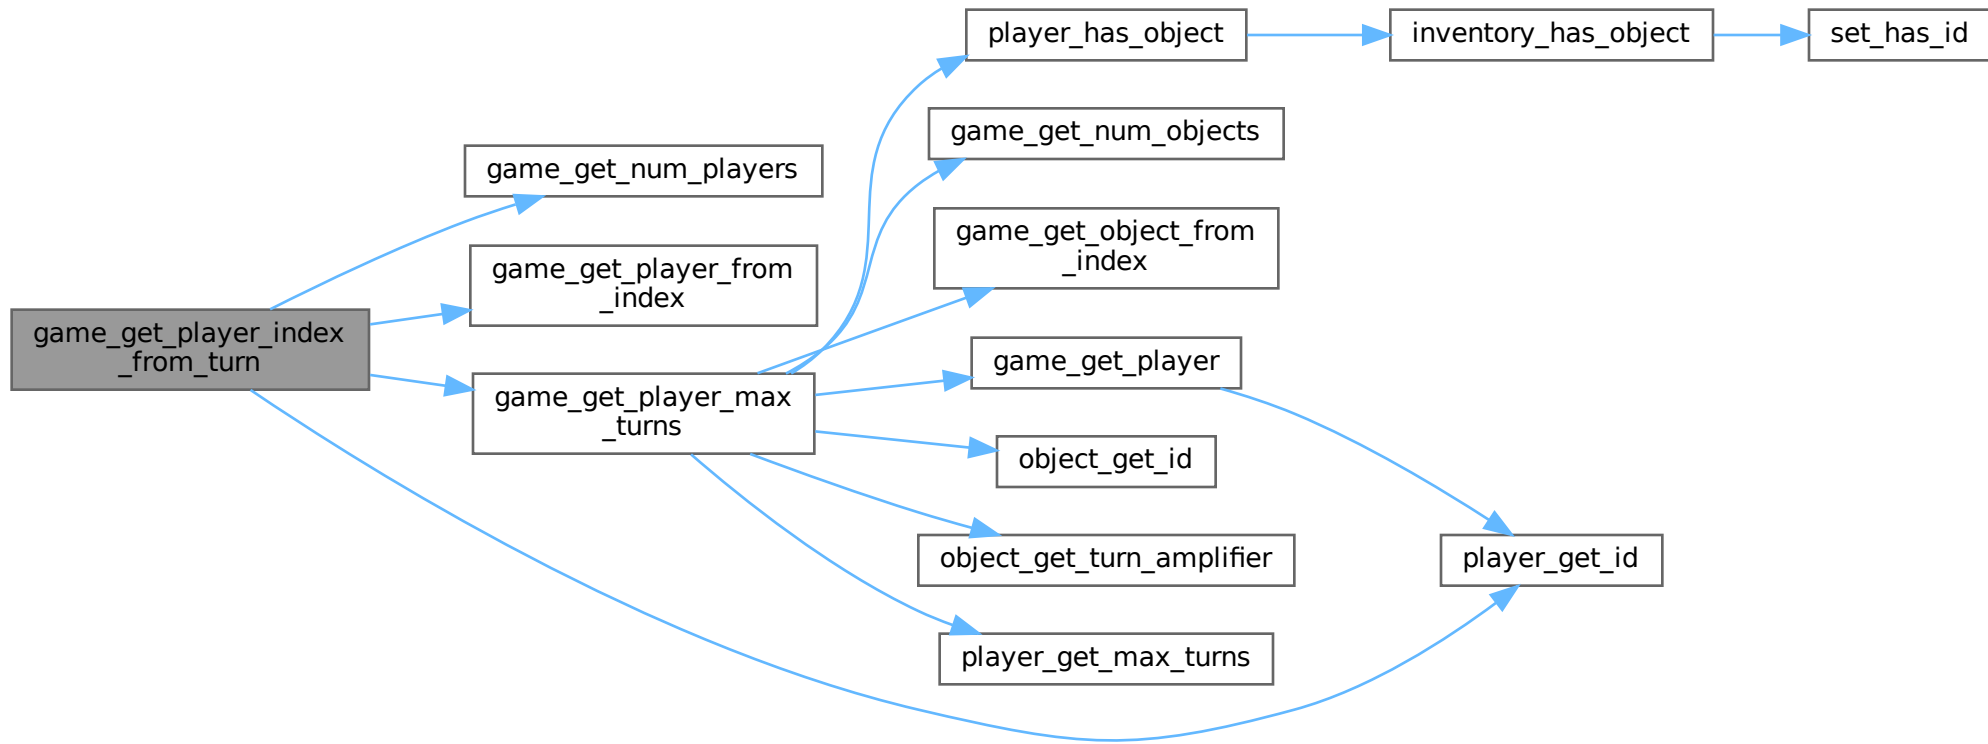 player_has_object
inventory_has_object
set_has_id
game_get_num_objects
game_get_num_players
game_get_object_from
_index
game_get_player_from
_index
game_get_player_index
_from_turn
game_get_player
game_get_player_max
_turns
object_get_id
object_get_turn_amplifier
player_get_id
player_get_max_turns